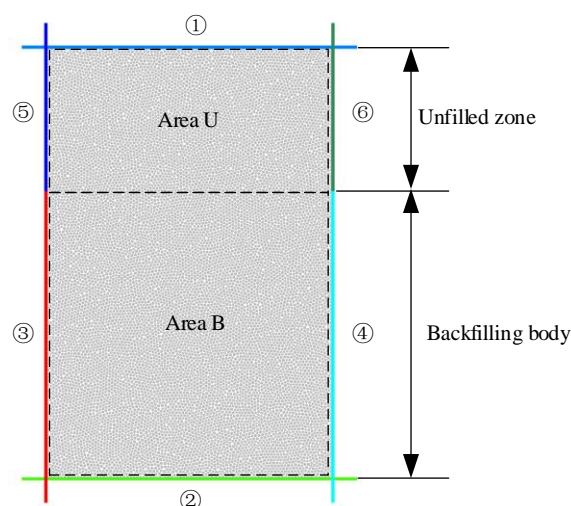 ①
⑤
Area U
⑥
Unfilled zone
③
Area B
④
Backfilling body
②